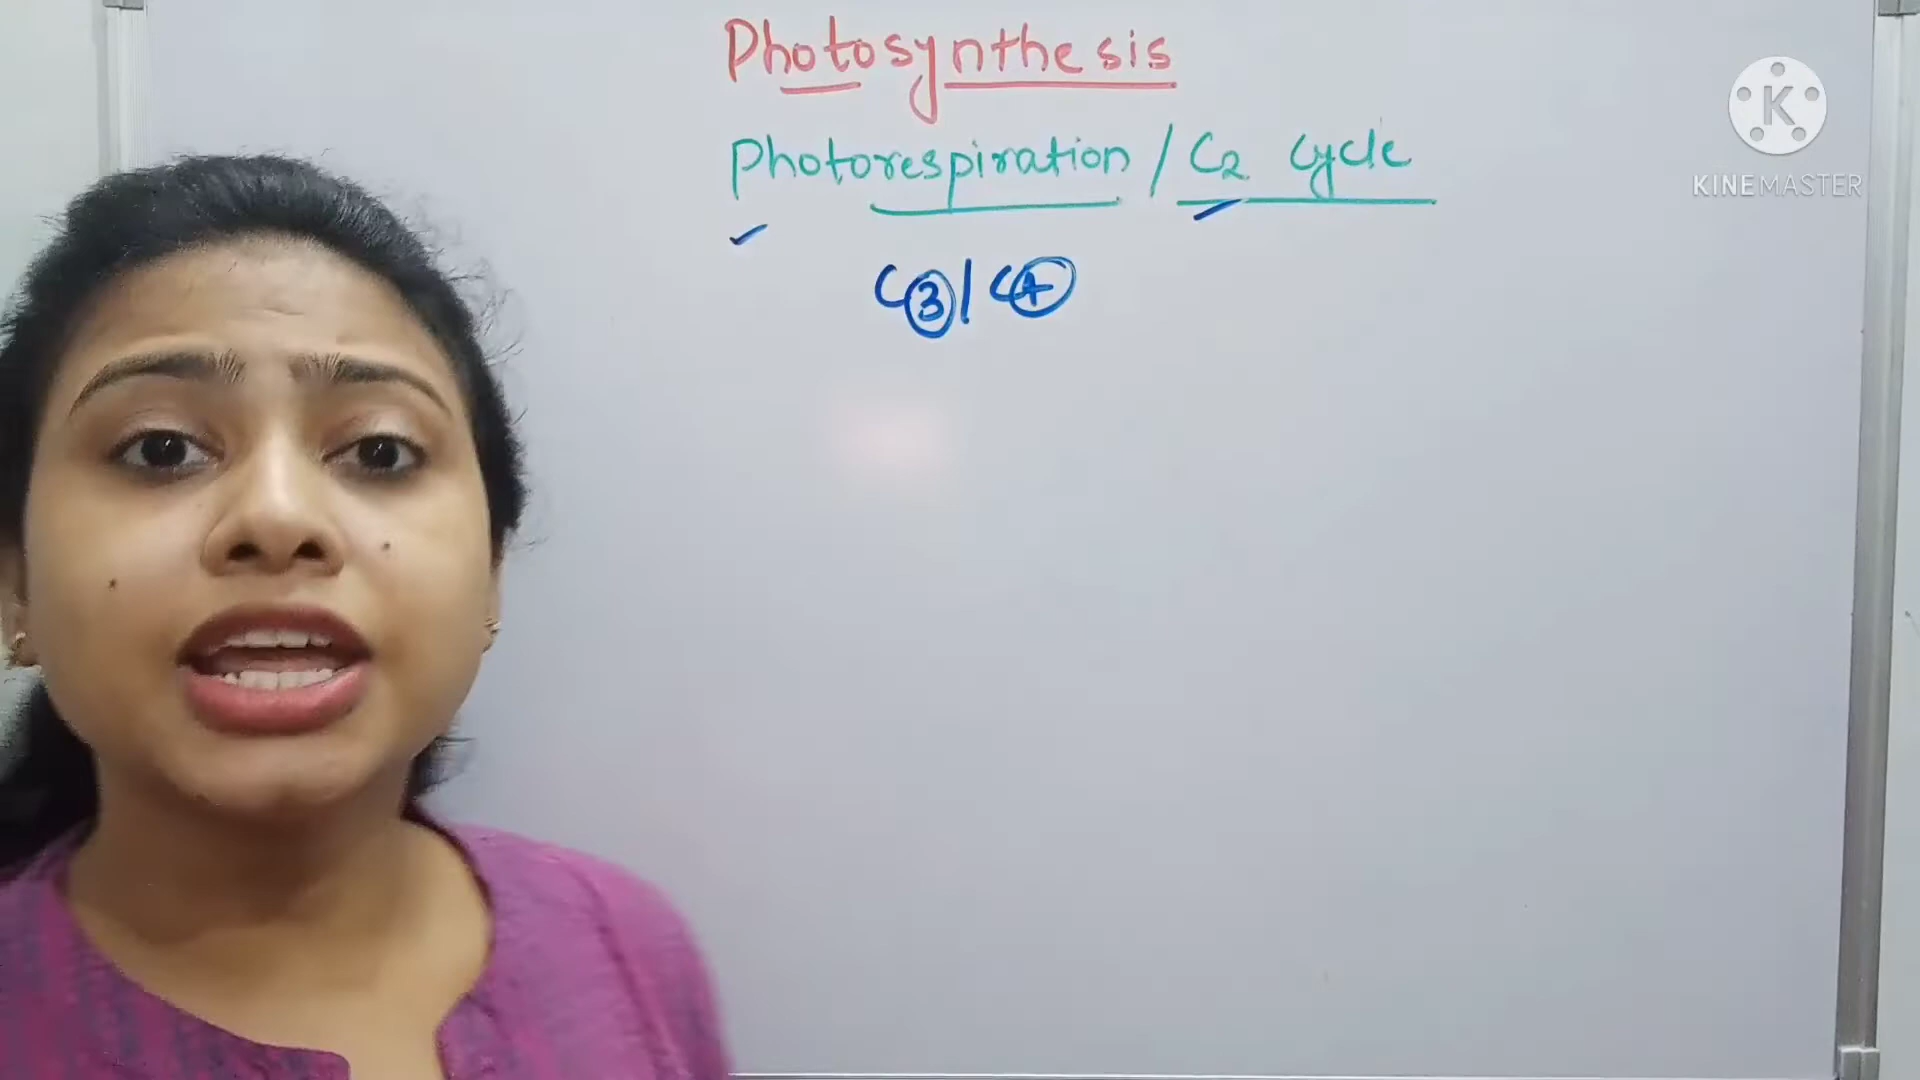 Photosynthesis
Photorespiration / C2 Cycle
C3 / C4
K
KINEMASTER